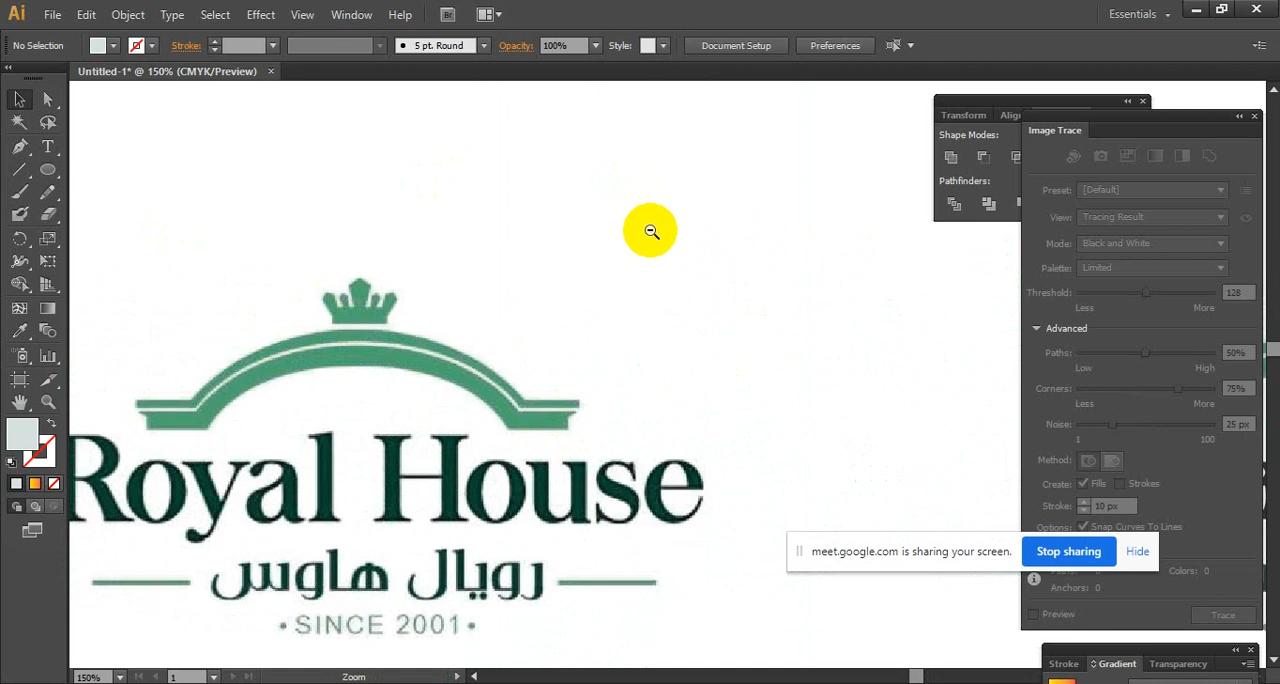 Ai File Edit Object Type Select Effect View Window Help Br Essentials
No Selection Stroke: 5 pt. Round Opacity: 100% Style: Document Setup Preferences
Untitled-1* @ 150% (CMYK/Preview)
Transform
Shape Modes:
Pathfinders:
Image Trace
Preset: [Default]
View: Tracing Result
Mode: Black and White
Palette: Limited
Threshold: 128
Less More
Advanced
Paths: 50%
Low High
Corners: 75%
Less More
Noise: 25 px
1 100
Method:
Create: Fills Strokes
Stroke: 10 px
Options: Snap Curves To Lines
Colors: 0
Anchors: 0
Preview Trace
Royal House
رويال هاوس
•SINCE 2001•
meet.google.com is sharing your screen. Stop sharing Hide
Stroke Gradient Transparency
150% 1 Zoom